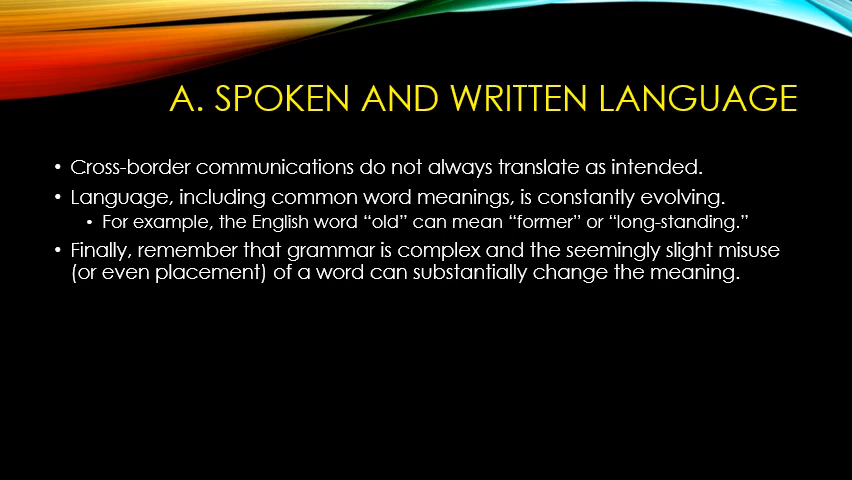 A. SPOKEN AND WRITTEN LANGUAGE
• Cross-border communications do not always translate as intended.
• Language, including common word meanings, is constantly evolving.
• For example, the English word “old” can mean “former” or “long-standing.”
• Finally, remember that grammar is complex and the seemingly slight misuse
(or even placement) of a word can substantially change the meaning.